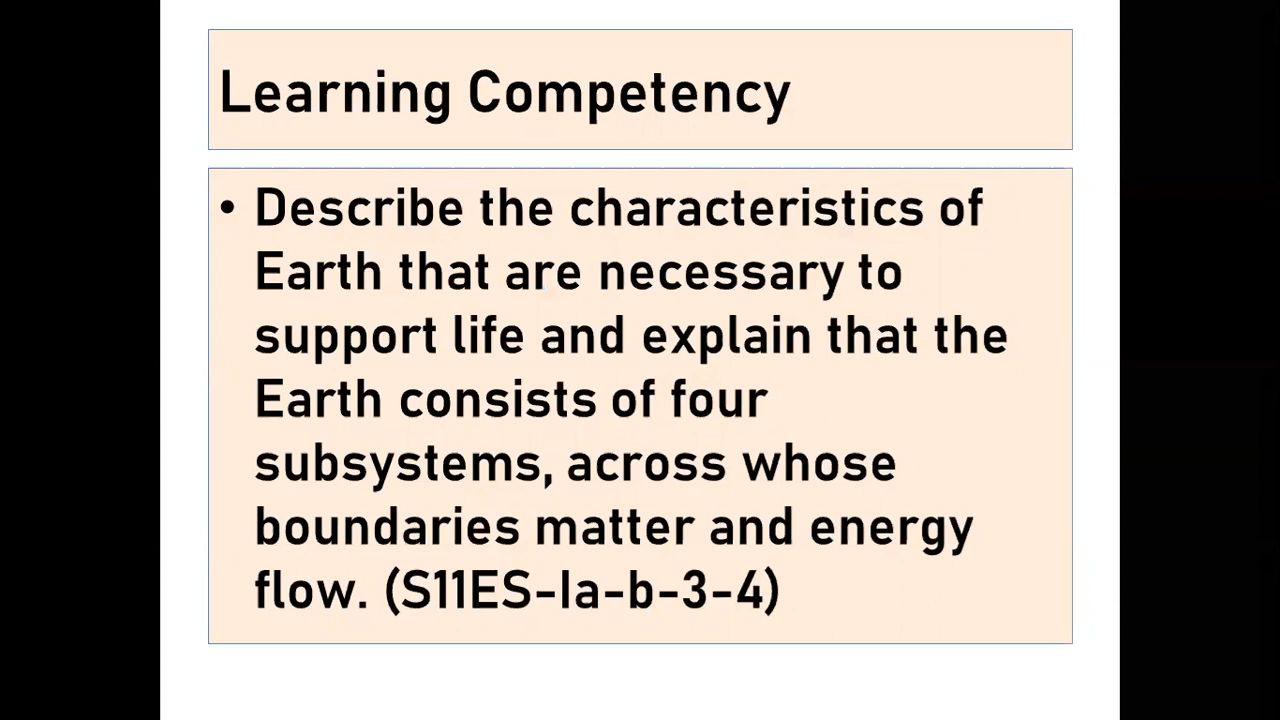 Learning Competency
• Describe the characteristics of
Earth that are necessary to
support life and explain that the
Earth consists of four
subsystems, across whose
boundaries matter and energy
flow. (S11ES-Ia-b-3-4)